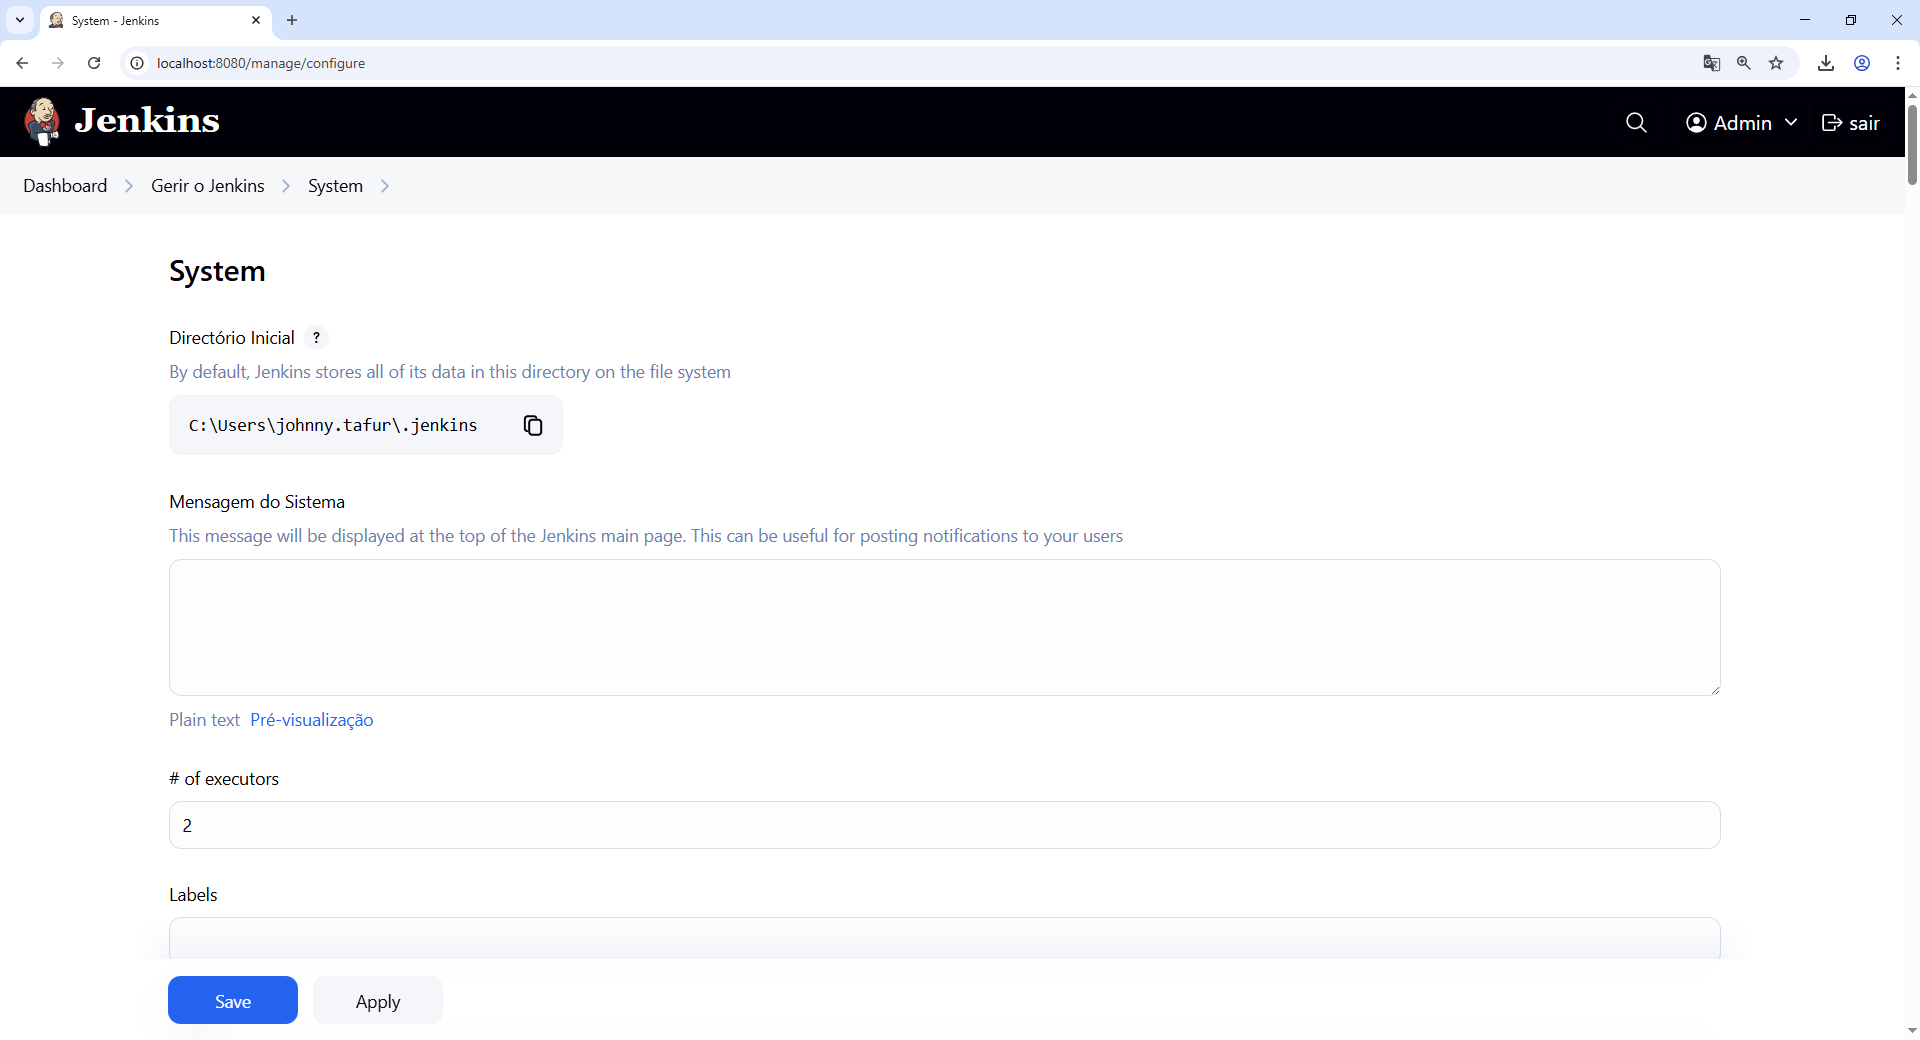 System - Jenkins
localhost:8080/manage/configure
Jenkins
Admin
sair
Dashboard
Gerir o Jenkins
System
System
Directório Inicial ?
By default, Jenkins stores all of its data in this directory on the file system
C:\Users\johnny.tafur\.jenkins
Mensagem do Sistema
This message will be displayed at the top of the Jenkins main page. This can be useful for posting notifications to your users
Plain text Pré-visualização
# of executors
2
Labels
Save
Apply